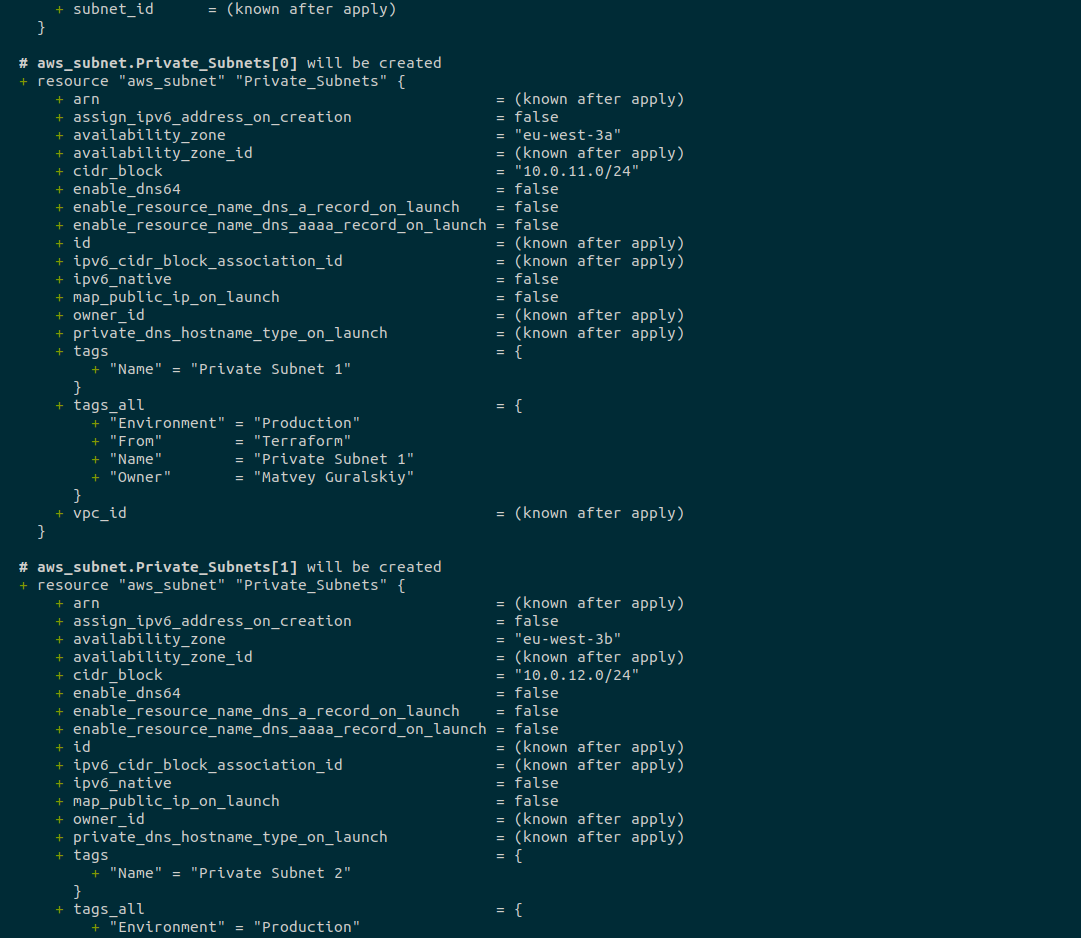 + subnet_id      = (known after apply)
}
# aws_subnet.Private_Subnets[0] will be created
+ resource "aws_subnet" "Private_Subnets" {
+ arn                                            = (known after apply)
+ assign_ipv6_address_on_creation                = false
+ availability_zone                              = "eu-west-3a"
+ availability_zone_id                           = (known after apply)
+ cidr_block                                     = "10.0.11.0/24"
+ enable_dns64                                   = false
+ enable_resource_name_dns_a_record_on_launch    = false
+ enable_resource_name_dns_aaaa_record_on_launch = false
+ id                                             = (known after apply)
+ ipv6_cidr_block_association_id                 = (known after apply)
+ ipv6_native                                    = false
+ map_public_ip_on_launch                        = false
+ owner_id                                       = (known after apply)
+ private_dns_hostname_type_on_launch            = (known after apply)
+ tags                                           = {
+ "Name" = "Private Subnet 1"
}
+ tags_all                                       = {
+ "Environment" = "Production"
+ "From"        = "Terraform"
+ "Name"        = "Private Subnet 1"
+ "Owner"       = "Matvey Guralskiy"
}
+ vpc_id                                         = (known after apply)
}
# aws_subnet.Private_Subnets[1] will be created
+ resource "aws_subnet" "Private_Subnets" {
+ arn                                            = (known after apply)
+ assign_ipv6_address_on_creation                = false
+ availability_zone                              = "eu-west-3b"
+ availability_zone_id                           = (known after apply)
+ cidr_block                                     = "10.0.12.0/24"
+ enable_dns64                                   = false
+ enable_resource_name_dns_a_record_on_launch    = false
+ enable_resource_name_dns_aaaa_record_on_launch = false
+ id                                             = (known after apply)
+ ipv6_cidr_block_association_id                 = (known after apply)
+ ipv6_native                                    = false
+ map_public_ip_on_launch                        = false
+ owner_id                                       = (known after apply)
+ private_dns_hostname_type_on_launch            = (known after apply)
+ tags                                           = {
+ "Name" = "Private Subnet 2"
}
+ tags_all                                       = {
+ "Environment" = "Production"